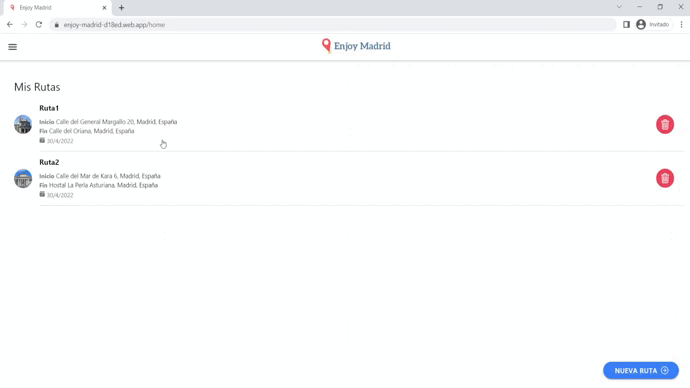 Enjoy Madrid
enjoy-madrid-d18ed.web.app/home
Invitado
Enjoy Madrid
Mis Rutas
Ruta1
Inicio Calle del General Margallo 20, Madrid, España
Fin Calle del Oriana, Madrid, España
30/4/2022
Ruta2
Inicio Calle del Mar de Kara 6, Madrid, España
Fin Hostal La Perla Asturiana, Madrid, España
30/4/2022
NUEVA RUTA